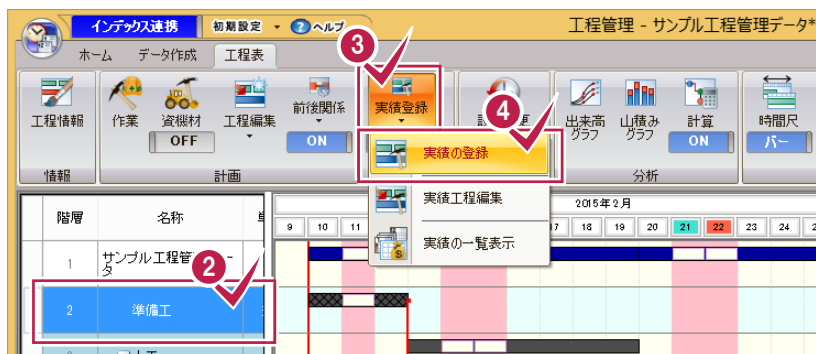 インデックス連携 初期設定 ヘルプ 工程管理 - サンプル工程管理データ*
ホーム データ作成 工程表
3
工程情報 作業 資機材 工程編集 前後関係 実績登録 出来高グラフ 山積みグラフ 計算 時間尺
OFF ON ON バー
4
情報 計画 分析
実績の登録
実績工程編集
実績の一覧表示
階層 名称
2015年2月
9 10 11 18 19 20 21 22 23 24
1 サンプル工程管
タ
2
2 準備工